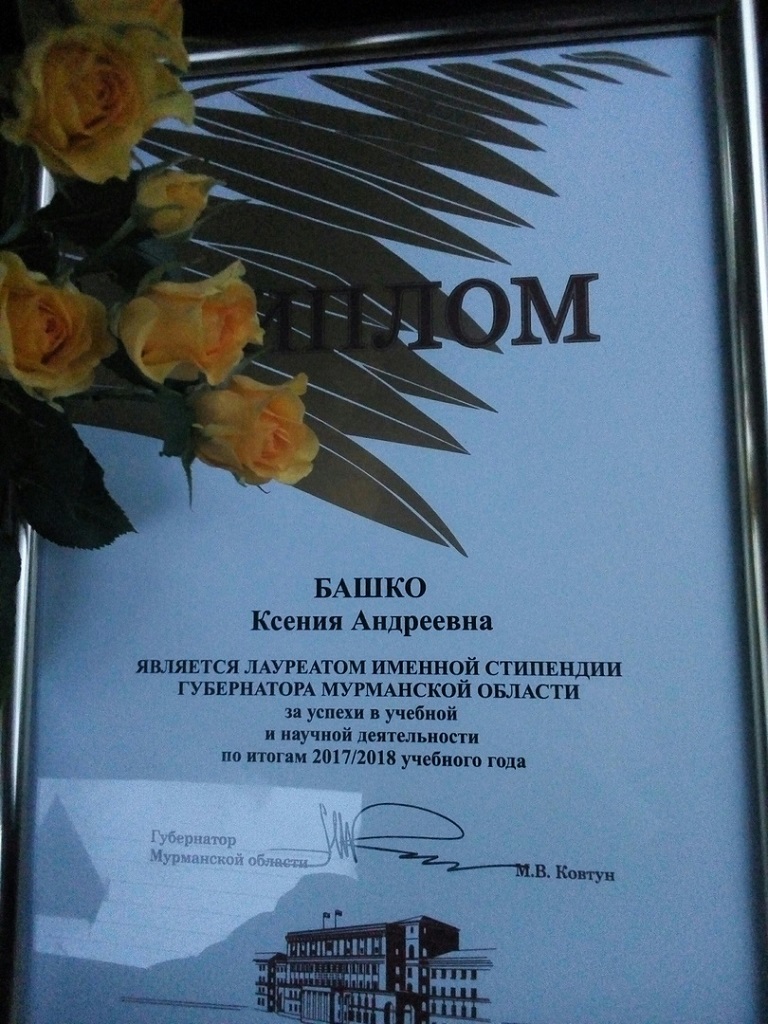 ДИПЛОМ
БАШКО
Ксения Андреевна
ЯВЛЯЕТСЯ ЛАУРЕАТОМ ИМЕННОЙ СТИПЕНДИИ
ГУБЕРНАТОРА МУРМАНСКОЙ ОБЛАСТИ
за успехи в учебной
и научной деятельности
по итогам 2017/2018 учебного года
Губернатор
Мурманской области
М.В. Ковтун